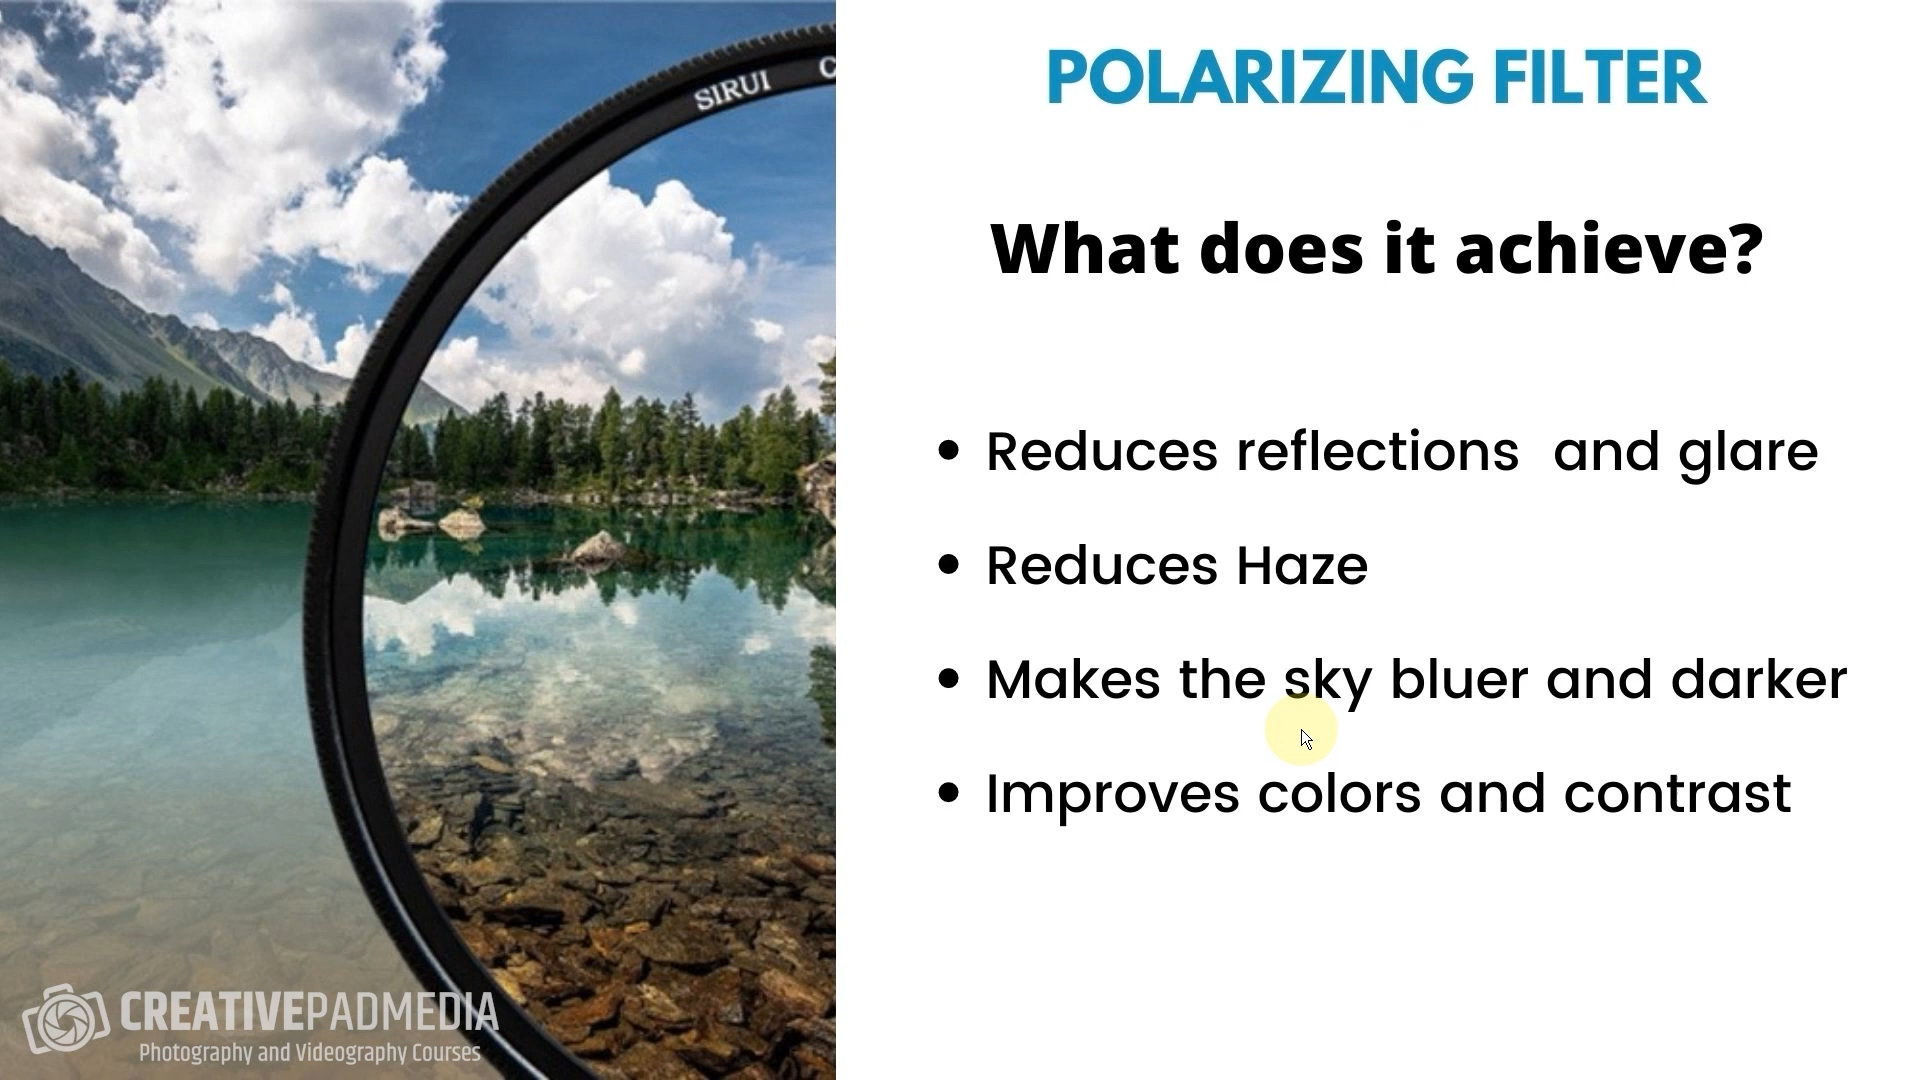 SIRUI C
POLARIZING FILTER
What does it achieve?
• Reduces reflections  and glare
• Reduces Haze
• Makes the sky bluer and darker
• Improves colors and contrast
CREATIVEPADMEDIA
Photography and Videography Courses